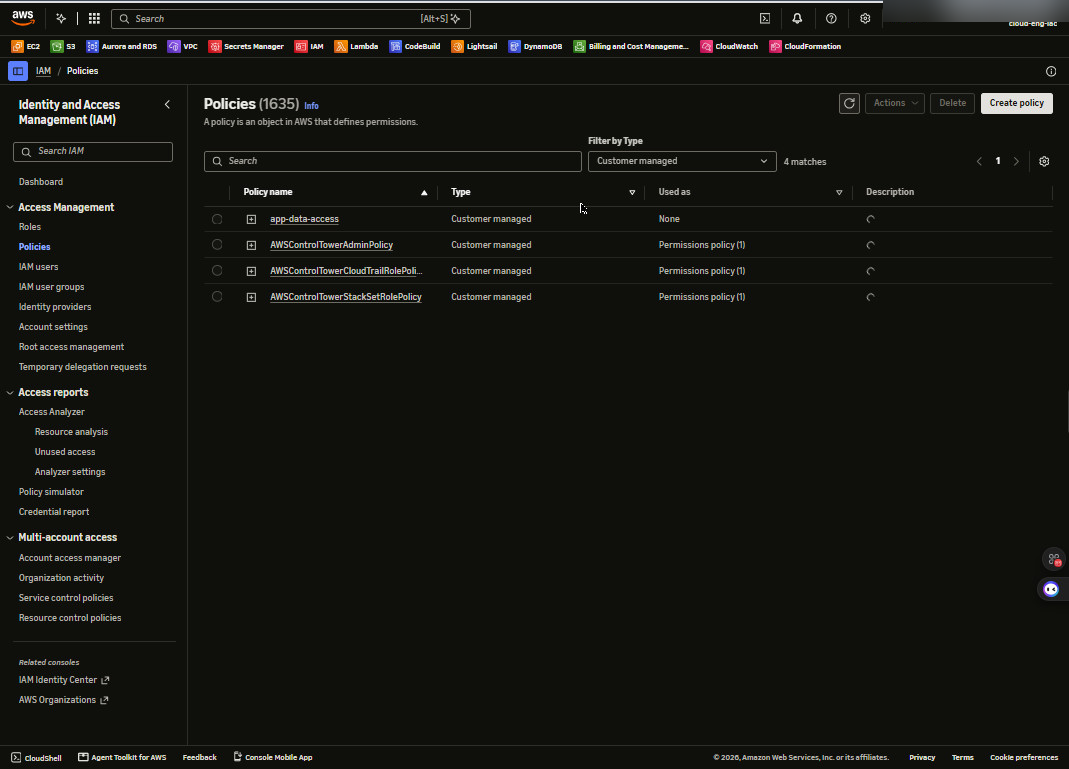 aws
Search [Alt+S]
cloud-eng-iac
EC2 S3 Aurora and RDS VPC Secrets Manager IAM Lambda CodeBuild Lightsail DynamoDB Billing and Cost Manageme... CloudWatch CloudFormation
IAM / Policies
Identity and Access
Management (IAM)
Search IAM
Dashboard
Access Management
Roles
Policies
IAM users
IAM user groups
Identity providers
Account settings
Root access management
Temporary delegation requests
Access reports
Access Analyzer
Resource analysis
Unused access
Analyzer settings
Policy simulator
Credential report
Multi-account access
Account access manager
Organization activity
Service control policies
Resource control policies
Related consoles
IAM Identity Center
AWS Organizations
Policies (1635) Info
Actions Delete Create policy
A policy is an object in AWS that defines permissions.
Filter by Type
Search Customer managed 4 matches 1
Policy name Type Used as Description
app-data-access Customer managed None
AWSControlTowerAdminPolicy Customer managed Permissions policy (1)
AWSControlTowerCloudTrailRolePoli... Customer managed Permissions policy (1)
AWSControlTowerStackSetRolePolicy Customer managed Permissions policy (1)
CloudShell Agent Toolkit for AWS Feedback Console Mobile App © 2026, Amazon Web Services, Inc. or its affiliates. Privacy Terms Cookie preferences